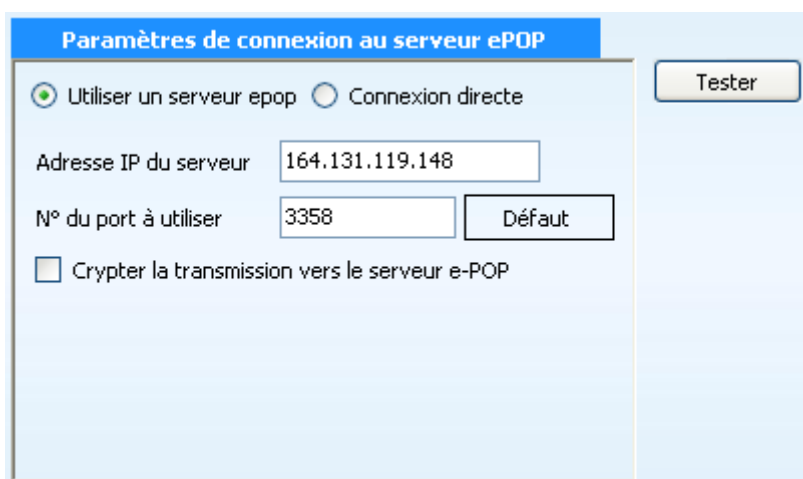 Paramètres de connexion au serveur ePOP
Tester
Utiliser un serveur epop Connexion directe
Adresse IP du serveur 164.131.119.148
N° du port à utiliser 3358 Défaut
Crypter la transmission vers le serveur e-POP